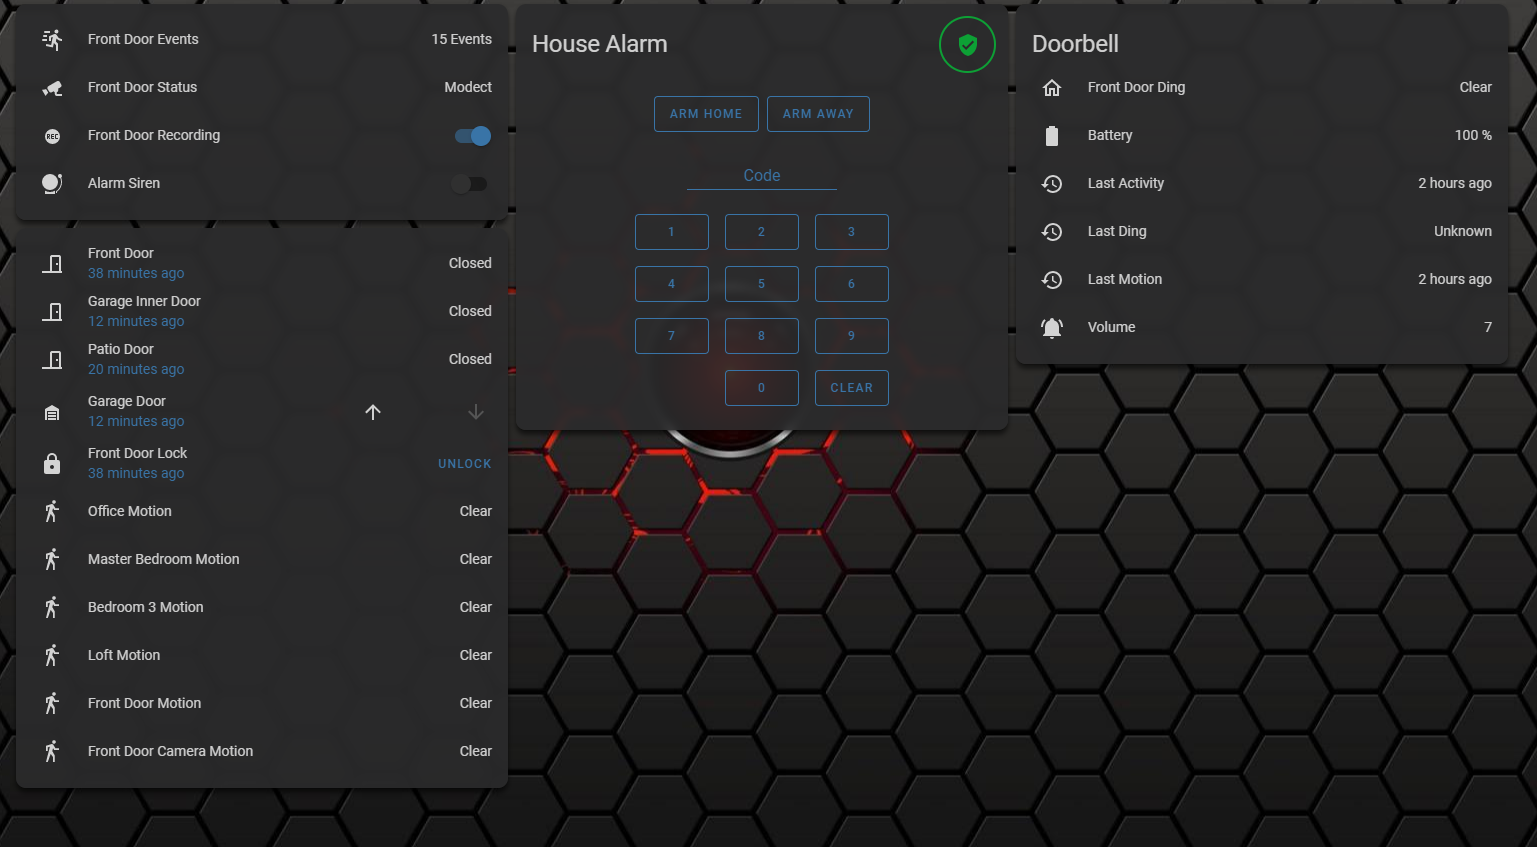 Front Door Events 15 Events
Front Door Status Modect
REC Front Door Recording
Alarm Siren
Front Door
38 minutes ago
Closed
Garage Inner Door
12 minutes ago
Closed
Patio Door
20 minutes ago
Closed
Garage Door
12 minutes ago
Front Door Lock
38 minutes ago
UNLOCK
Office Motion Clear
Master Bedroom Motion Clear
Bedroom 3 Motion Clear
Loft Motion Clear
Front Door Motion Clear
Front Door Camera Motion Clear
House Alarm
ARM HOME ARM AWAY
Code
1 2 3
4 5 6
7 8 9
0 CLEAR
Doorbell
Front Door Ding Clear
Battery 100 %
Last Activity 2 hours ago
Last Ding Unknown
Last Motion 2 hours ago
Volume 7